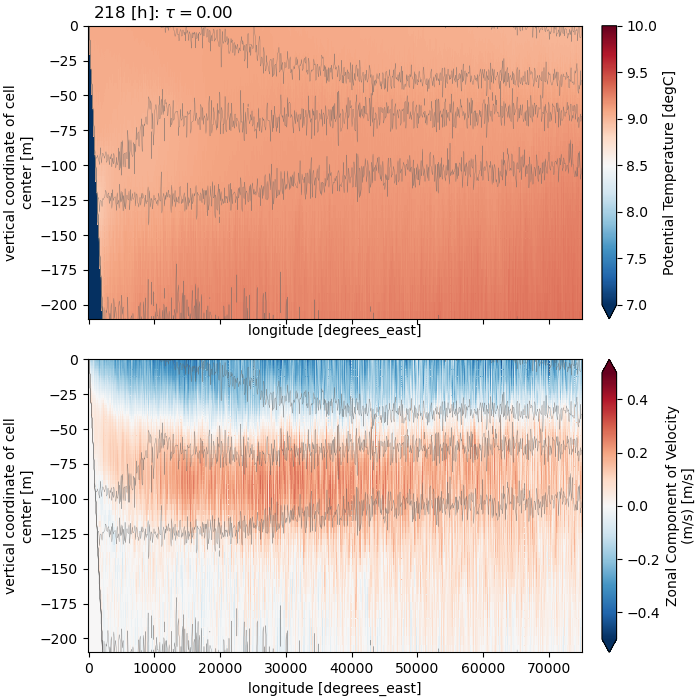 218 [h]: τ = 0.00
0
−25
−50
−75
−100
−125
−150
−175
−200
vertical coordinate of cell
center [m]
longitude [degrees_east]
10.0
9.5
9.0
8.5
8.0
7.5
7.0
Potential Temperature [degC]
0
−25
−50
−75
−100
−125
−150
−175
−200
vertical coordinate of cell
center [m]
0 10000 20000 30000 40000 50000 60000 70000
longitude [degrees_east]
0.4
0.2
0.0
−0.2
−0.4
Zonal Component of Velocity
(m/s) [m/s]